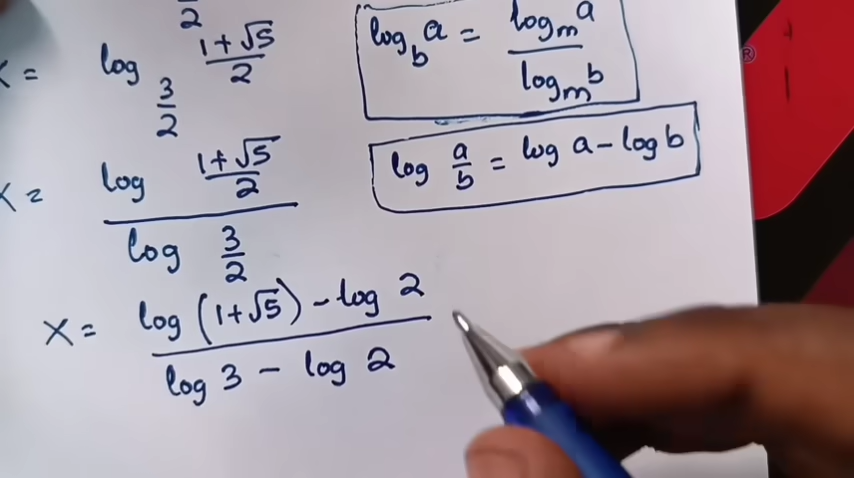 2
x = log_{3/2} (1+√5)/2
log_b a = log_m a / log_m b
log a/b = log a - log b
x = log (1+√5)/2 / log 3/2
x = log (1+√5) - log 2 / log 3 - log 2
®